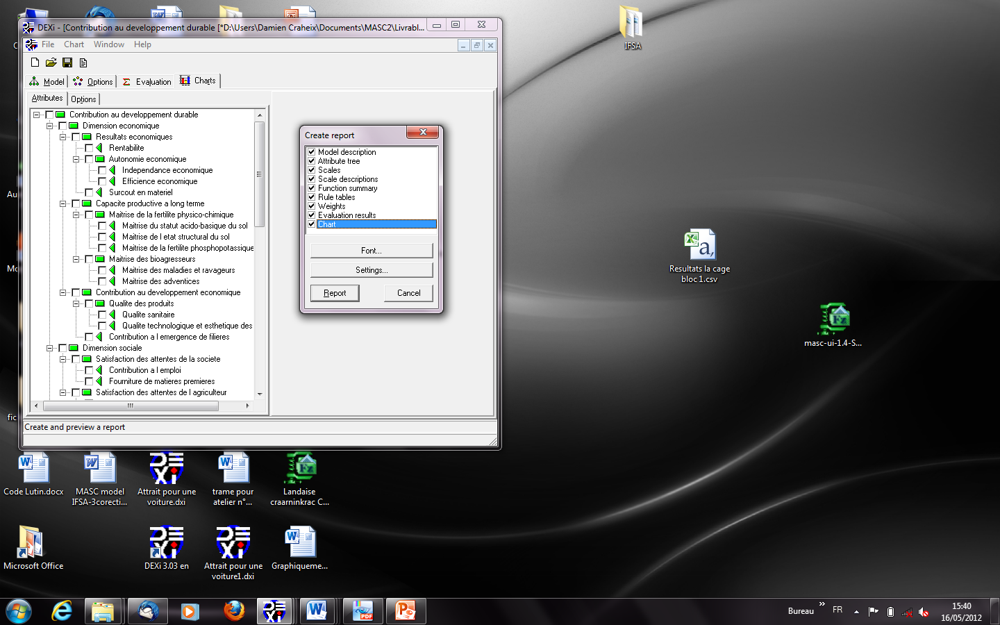 DEXi - [Contribution au developpement durable [*D:\Users\Damien Craheix\Documents\MASC2\Livrabl...
File Chart Window Help
Model Options Evaluation Charts
Attributes Options
Contribution au developpement durable
Dimension economique
Resultats economiques
Rentabilite
Autonomie economique
Independance economique
Efficience economique
Surcout en materiel
Capacite productive a long terme
Maitrise de la fertilite physico-chimique
Maitrise du statut acido-basique du sol
Maitrise de l etat structural du sol
Maitrise de la fertilite phosphopotassique
Maitrise des bioagresseurs
Maitrise des maladies et ravageurs
Maitrise des adventices
Contribution au developpement economique
Qualite des produits
Qualite sanitaire
Qualite technologique et esthetique des
Contribution a l emergence de filieres
Dimension sociale
Satisfaction des attentes de la societe
Contribution a l emploi
Fourniture de matieres premieres
Satisfaction des attentes de l agriculteur
Create and preview a report
Create report
Model description
Attribute tree
Scales
Scale descriptions
Function summary
Rule tables
Weights
Evaluation results
Chart
Font...
Settings...
Report Cancel
IFSA
Resultats la cage
bloc 1.csv
masc-ui-1.4-S...
Au
Mo
fic
Code Lutin.docx
MASC model
IFSA-3corecti...
Attrait pour une
voiture.dxi
trame pour
atelier n°...
Landaise
craarninkrac C...
Microsoft Office
DEXi 3.03 en
Attrait pour une
voiture1.dxi
Graphiqueme...
Bureau » FR
15:40
16/05/2012